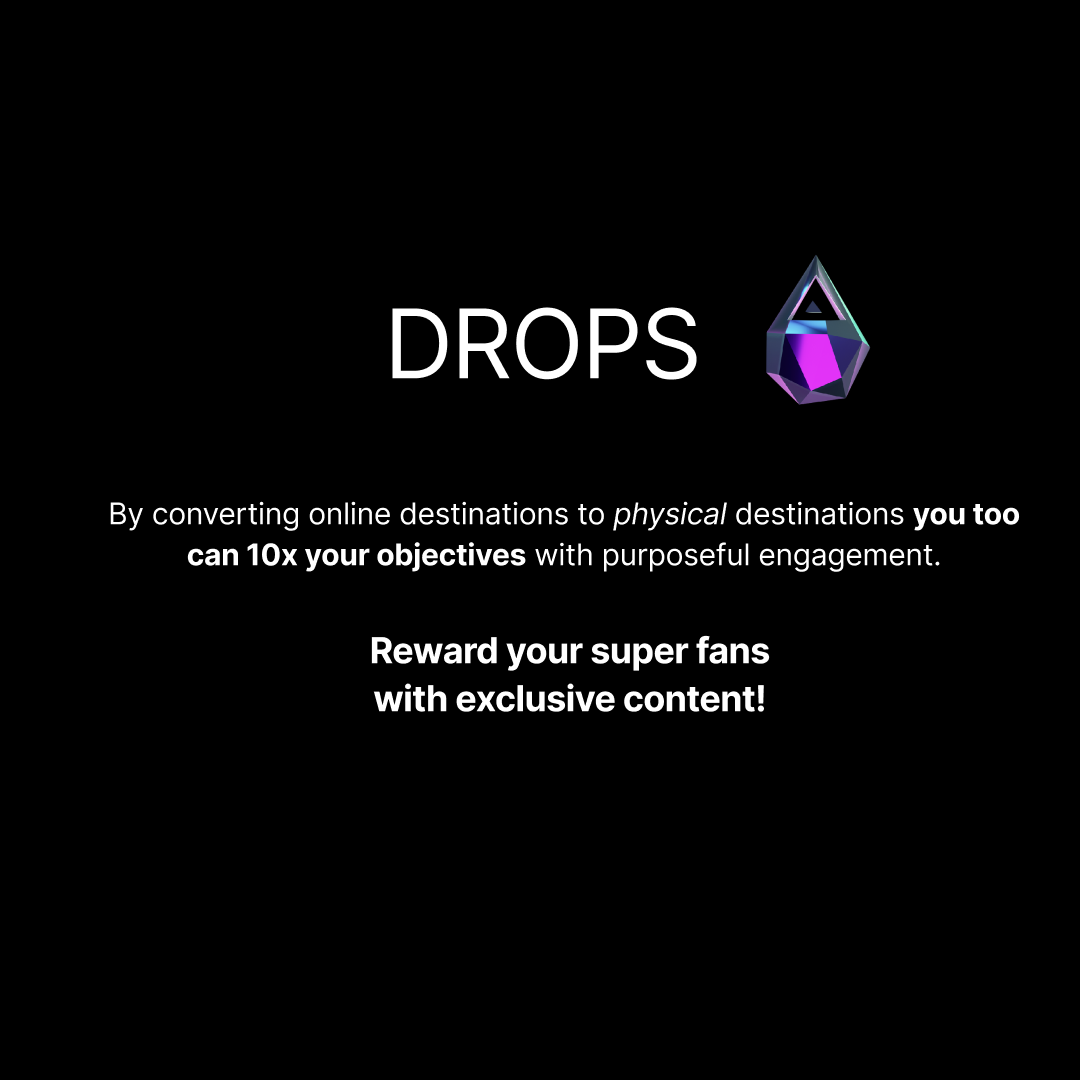 DROPS
By converting online destinations to physical destinations you too
can 10x your objectives with purposeful engagement.
Reward your super fans
with exclusive content!